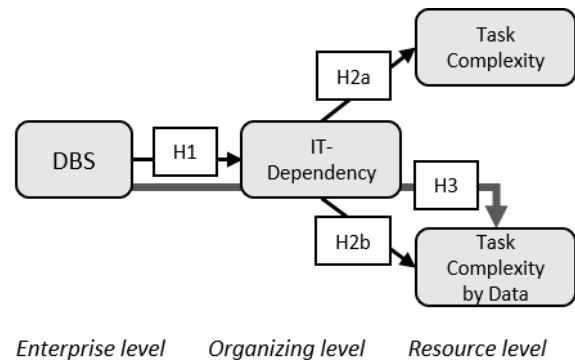 Task
Complexity
H2a
DBS
H1
IT-
Dependency
H3
H2b
Task
Complexity
by Data
Enterprise level Organizing level Resource level